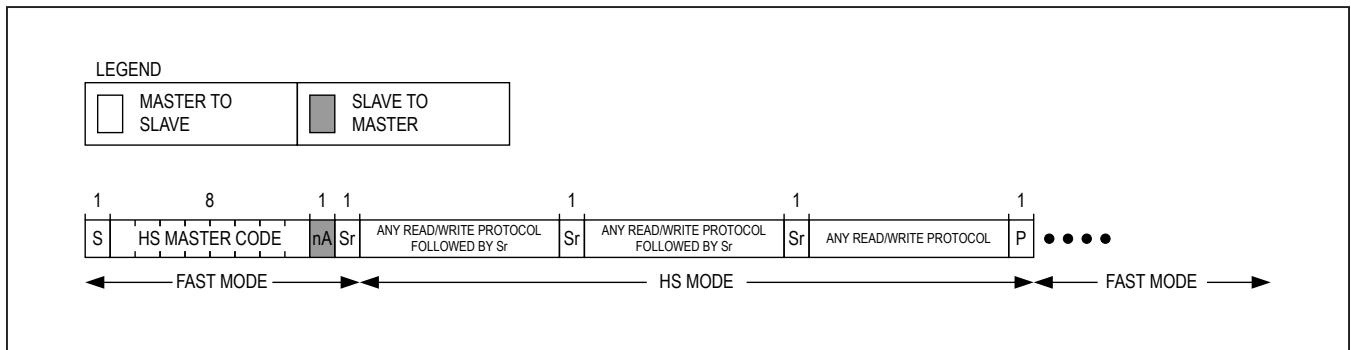 LEGEND
MASTER TO
SLAVE
SLAVE TO
MASTER
1 8 1 1 1 1 1
S HS MASTER CODE nA Sr ANY READ/WRITE PROTOCOL
FOLLOWED BY Sr Sr ANY READ/WRITE PROTOCOL
FOLLOWED BY Sr Sr ANY READ/WRITE PROTOCOL P
FAST MODE HS MODE FAST MODE